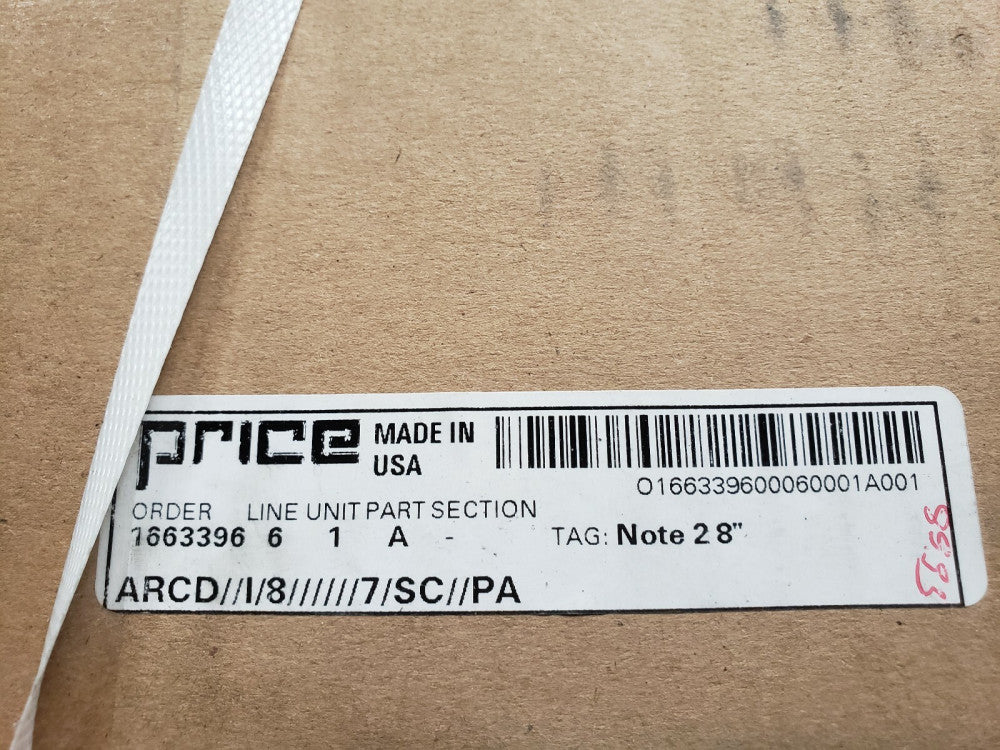 price MADE IN
USA
O166339600060001A001
ORDER LINE UNIT PART SECTION
1663396 6 1 A -
TAG: Note 2 8"
ARCD//I/8//////7/SC//PA